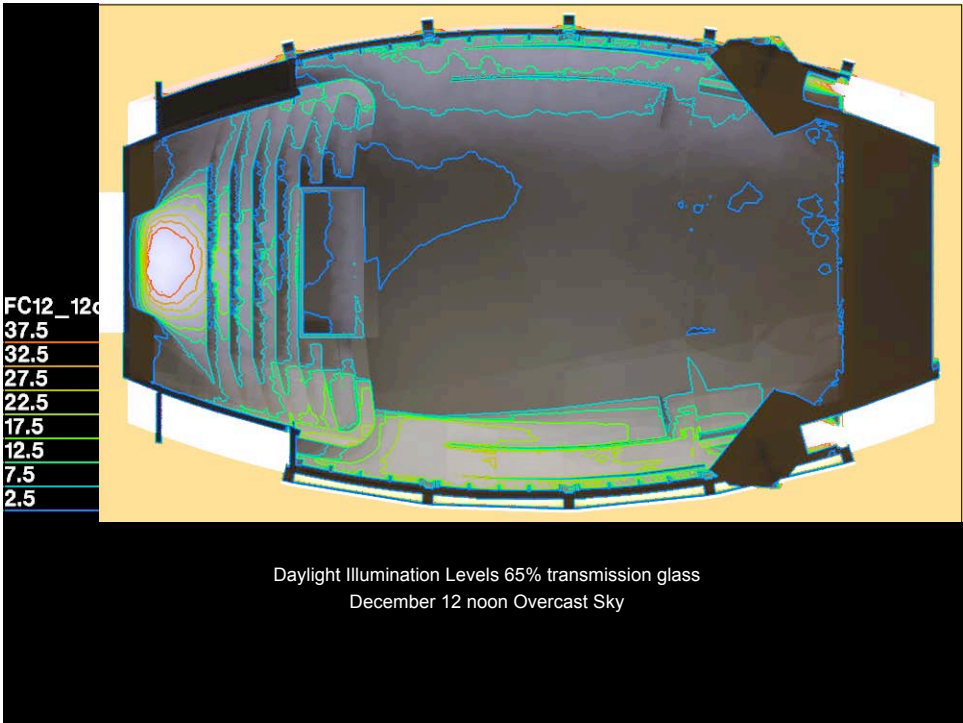 FC12_12c
37.5
32.5
27.5
22.5
17.5
12.5
7.5
2.5
Daylight Illumination Levels 65% transmission glass
December 12 noon Overcast Sky